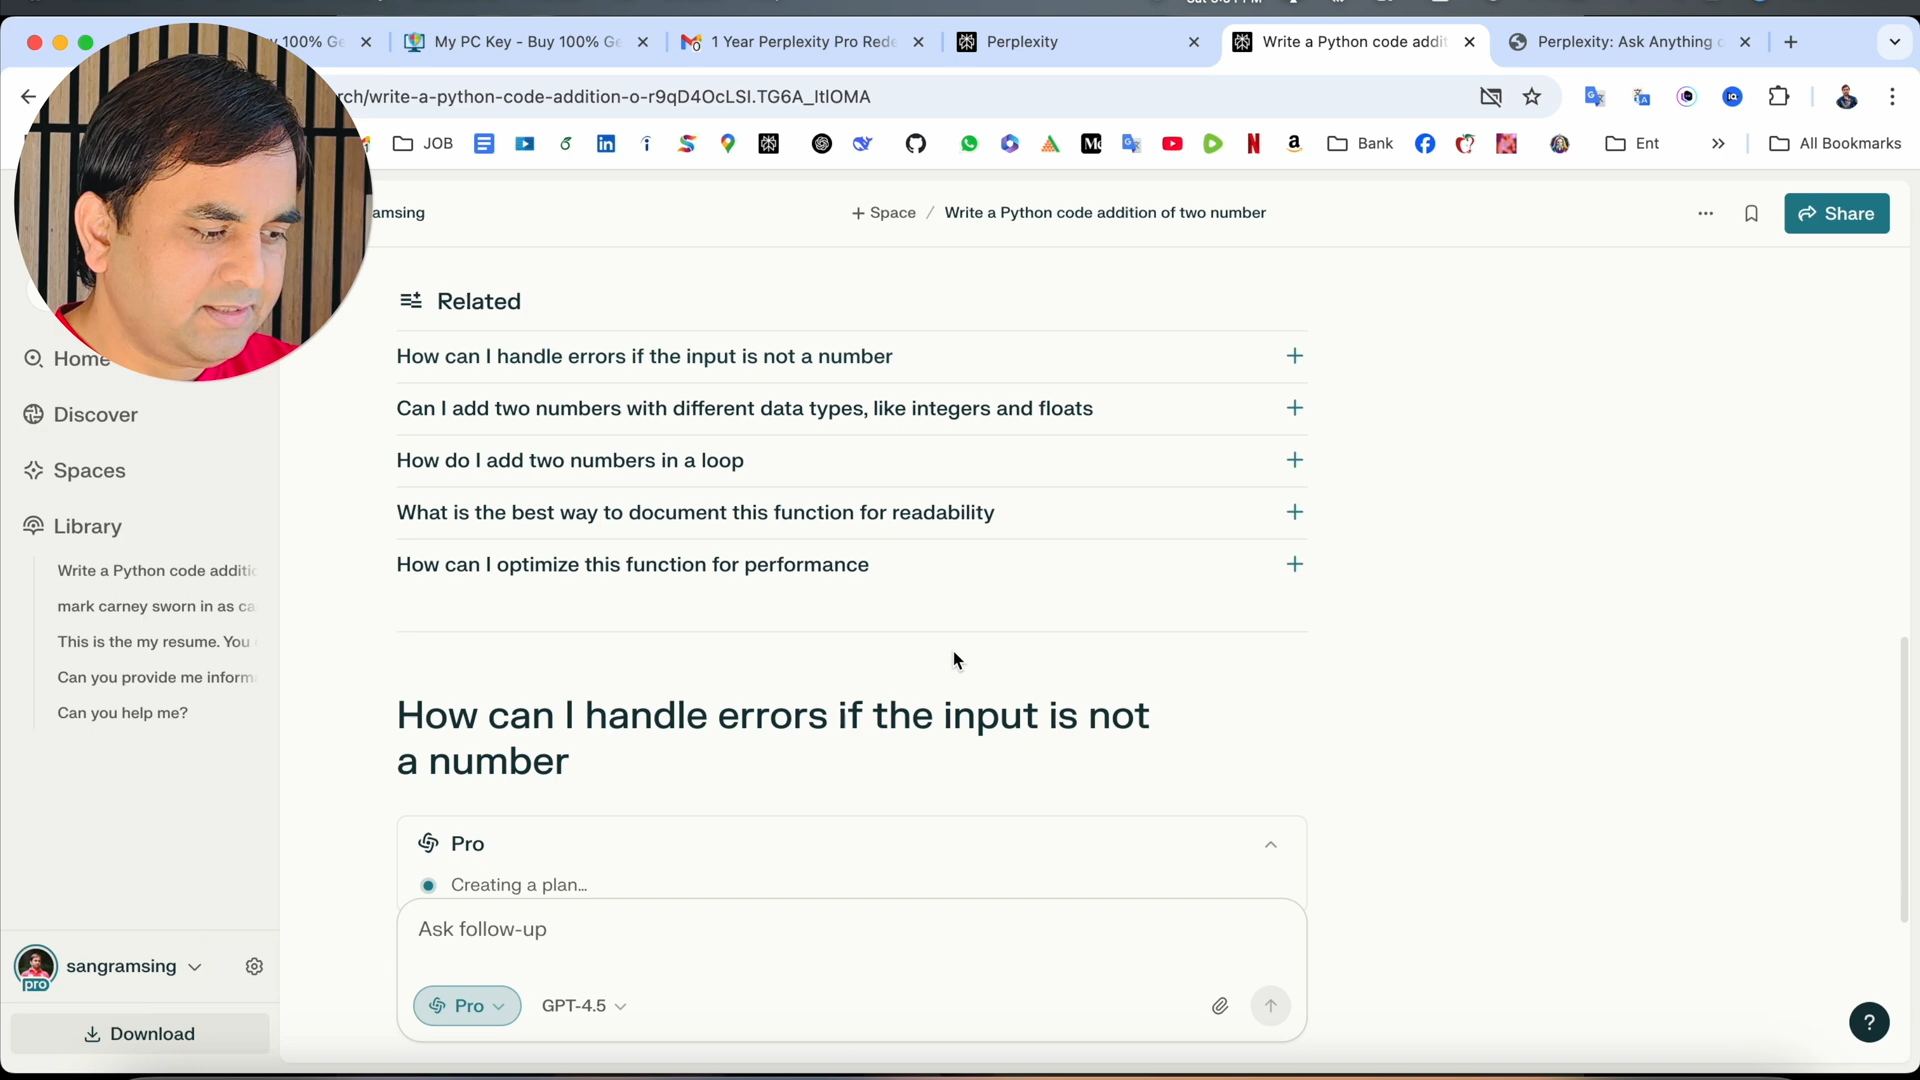 y 100% Ge
My PC Key - Buy 100% Ge
1 Year Perplexity Pro Rede
Perplexity
Write a Python code addit
Perplexity: Ask Anything
rch/write-a-python-code-addition-o-r9qD4OcLSI.TG6A_ltlOMA
JOB
Bank
Ent
All Bookmarks
amsing
Space / Write a Python code addition of two number
Share
Home
Discover
Spaces
Library
Write a Python code additic
mark carney sworn in as ca
This is the my resume. You
Can you provide me inform
Can you help me?
sangramsing
pro
Download
Related
How can I handle errors if the input is not a number
Can I add two numbers with different data types, like integers and floats
How do I add two numbers in a loop
What is the best way to document this function for readability
How can I optimize this function for performance
How can I handle errors if the input is not
a number
Pro
Creating a plan...
Ask follow-up
Pro
GPT-4.5
?